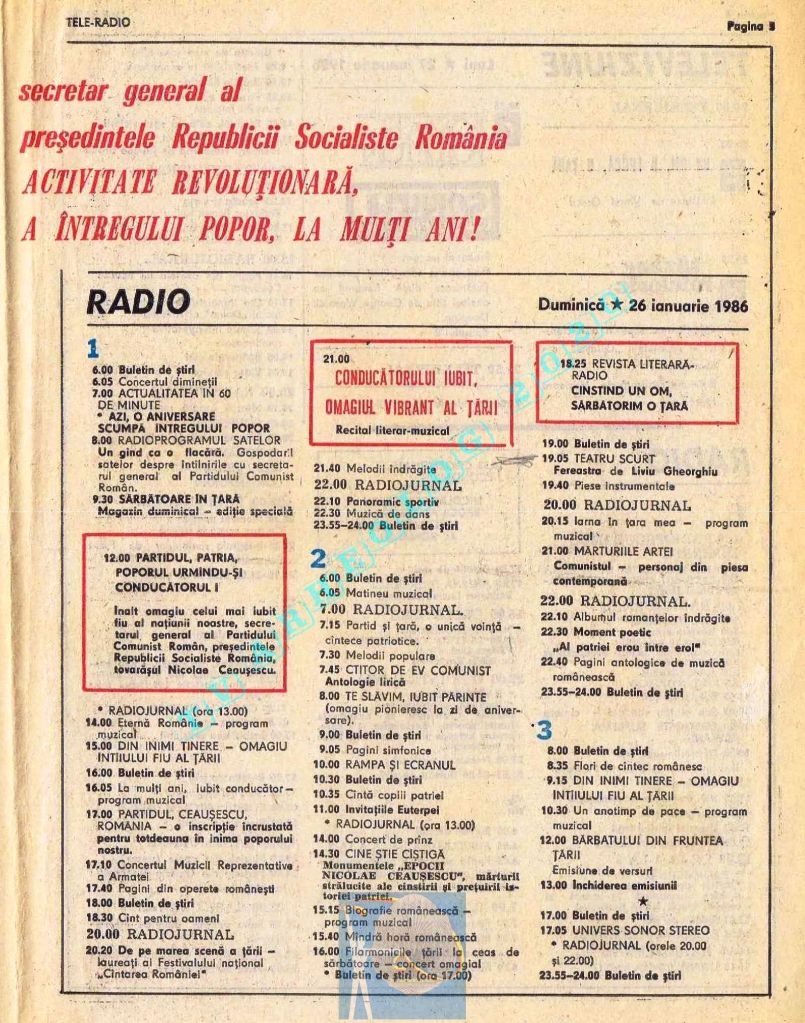 TELE-RADIO
Pagina 3
secretar general al
președintele Republicii Socialiste România
ACTIVITATE REVOLUȚIONARĂ,
A ÎNTREGULUI POPOR, LA MULȚI ANI!
RADIO
Duminică ★ 26 ianuarie 1986
1
6.00 Buletin de știri
6.05 Concertul dimineții
7.00 ACTUALITATEA IN 60
DE MINUTE
* AZI, O ANIVERSARE
SCUMPĂ INTREGULUI POPOR
8.00 RADIOPROGRAMUL SATELOR
Un gînd ca o flacără. Gospodarii
satelor despre întîlnirile cu secreta-
rul general al Partidului Comunist
Român.
9.30 SĂRBĂTOARE IN ȚARĂ
Magazin duminical – ediție specială
12.00 PARTIDUL, PATRIA,
POPORUL URMÎNDU-ȘI
CONDUCĂTORUL !
Inalt omagiu celui mai iubit
fiu al națiunii noastre, secre-
tarul general al Partidului
Comunist Român, președintele
Republicii Socialiste România,
tovarășul Nicolae Ceaușescu.
* RADIOJURNAL (ora 13.00)
14.00 Eternă Românie – program
muzical
15.00 DIN INIMI TINERE – OMAGIU
INTIIULUI FIU AL ȚĂRII
16.00 Buletin de știri
16.05 La mulți ani, iubit conducător –
program muzical
17.00 PARTIDUL, CEAUȘESCU,
ROMÂNIA – o inscripție încrustată
pentru totdeauna în inima poporului
nostru.
17.10 Concertul Muzicii Reprezentative
a Armatei
17.40 Pagini din operete românești
18.00 Buletin de știri
18.30 Cînt pentru oameni
20.00 RADIOJURNAL
20.20 De pe marea scenă a țării –
laureați ai Festivalului național
„Cîntarea României"
21.00
CONDUCĂTORULUI IUBIT,
OMAGIUL VIBRANT AL ȚĂRII
Recital literar-muzical
21.40 Melodii îndrăgite
22.00 RADIOJURNAL
22.10 Panoramic sportiv
22.30 Muzică de dans
23.55–24.00 Buletin de știri
2
6.00 Buletin de știri
6.05 Matineu muzical
7.00 RADIOJURNAL.
7.15 Partid și țară, o unică voință –
cîntece patriotice.
7.30 Melodii populare
7.45 CTITOR DE EV COMUNIST
Antologie lirică
8.00 TE SLĂVIM, IUBIT PĂRINTE
(omagiu pionieresc la zi de aniver-
sare).
9.00 Buletin de știri
9.05 Pagini simfonice
10.00 RAMPA ȘI ECRANUL
10.30 Buletin de știri
10.35 Cîntă copiii patriei
11.00 Invitațiile Euterpei
* RADIOJURNAL (ora 13.00)
14.00 Concert de prînz
14.30 CINE ȘTIE CÎȘTIGĂ
Monumentele „EPOCII
NICOLAE CEAUȘESCU", mărturii
strălucite ale cinstirii și prețuirii is-
toriei patriei.
15.15 Biografie românească –
program muzical
15.40 Mîndră horă românească
16.00 Filarmonicile țării la ceas de
sărbătoare – concert omagial
* Buletin de știri (ora 17.00)
18.25 REVISTA LITERARĂ-
RADIO
CINSTIND UN OM,
SĂRBĂTORIM O ȚARĂ
19.00 Buletin de știri
19.05 TEATRU SCURT
Fereastra de Liviu Gheorghiu
19.40 Piese instrumentale
20.00 RADIOJURNAL
20.15 Iarna în țara mea – program
muzical
21.00 MĂRTURIILE ARTEI
Comunistul – personaj din piesa
contemporană
22.00 RADIOJURNAL.
22.10 Albumul romanțelor îndrăgite
22.30 Moment poetic
„Al patriei erou între eroi"
22.40 Pagini antologice de muzică
românească
23.55–24.00 Buletin de știri
3
8.00 Buletin de știri
8.35 Flori de cîntec românesc
9.15 DIN INIMI TINERE – OMAGIU
INTIIULUI FIU AL ȚĂRII
10.30 Un anotimp de pace – program
muzical
12.00 BĂRBATULUI DIN FRUNTEA
ȚĂRII
Emisiune de versuri
13.00 Inchiderea emisiunii
★
17.00 Buletin de știri
17.05 UNIVERS SONOR STEREO
* RADIOJURNAL (orele 20.00
și 22.00)
23.55–24.00 Buletin de știri